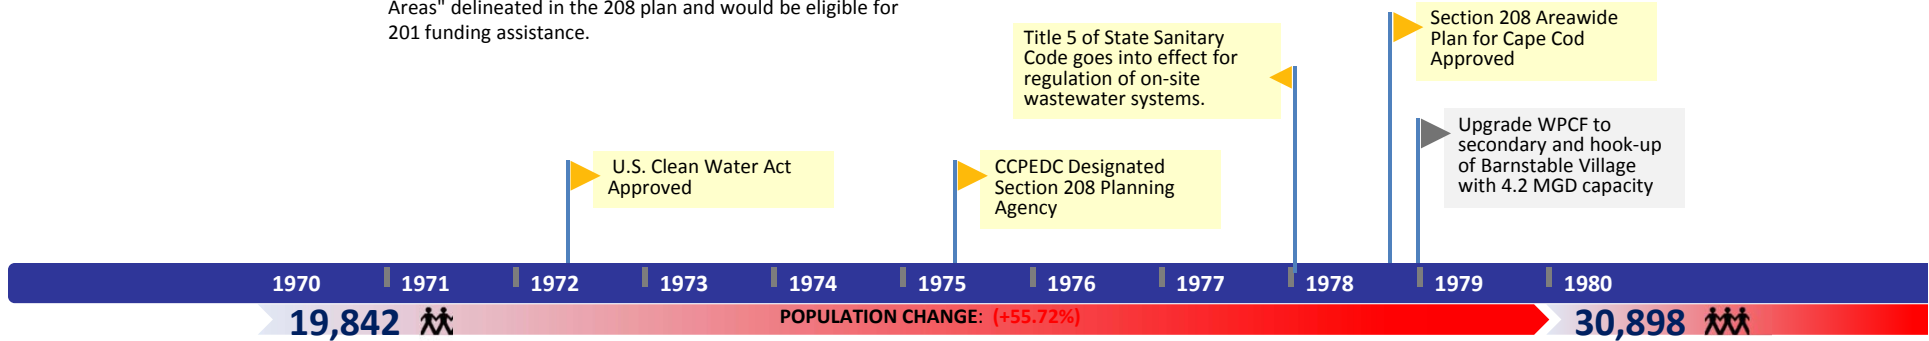 Areas" delineated in the 208 plan and would be eligible for
201 funding assistance.
Title 5 of State Sanitary
Code goes into effect for
regulation of on-site
wastewater systems.
Section 208 Areawide
Plan for Cape Cod
Approved
Upgrade WPCF to
secondary and hook-up
of Barnstable Village
with 4.2 MGD capacity
U.S. Clean Water Act
Approved
CCPEDC Designated
Section 208 Planning
Agency
1970 1971 1972 1973 1974 1975 1976 1977 1978 1979 1980
19,842 POPULATION CHANGE: (+55.72%) 30,898